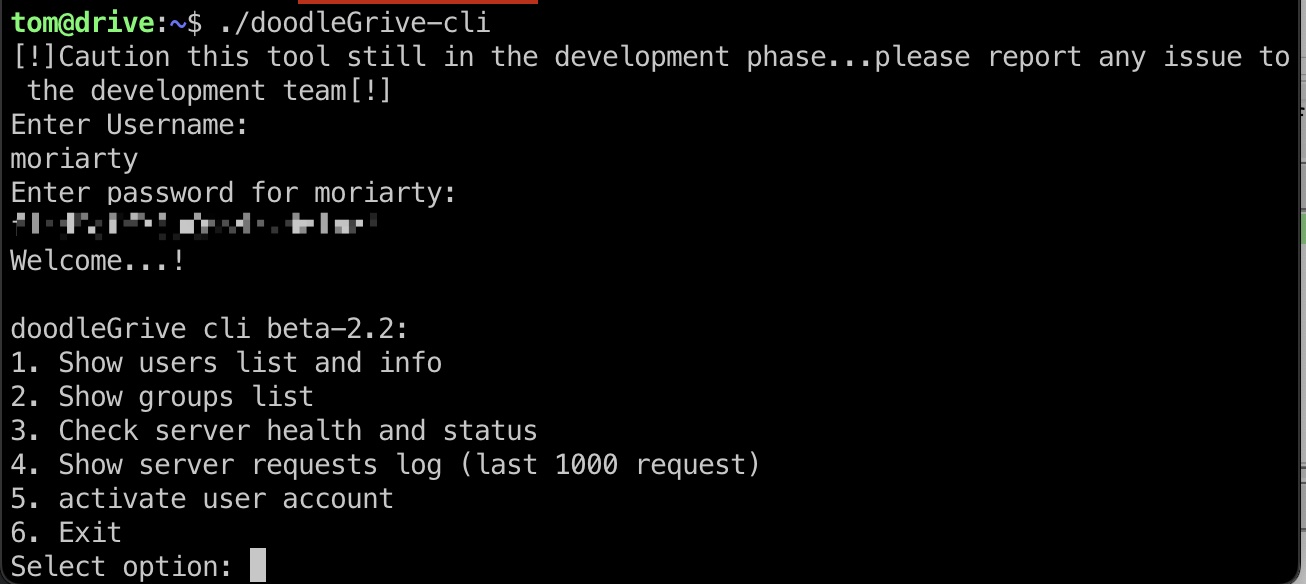 tom@drive:~$ ./doodleGrive-cli
[!]Caution this tool still in the development phase...please report any issue to
 the development team[!]
Enter Username:
moriarty
Enter password for moriarty:
Welcome...!
doodleGrive cli beta-2.2:
1. Show users list and info
2. Show groups list
3. Check server health and status
4. Show server requests log (last 1000 request)
5. activate user account
6. Exit
Select option: